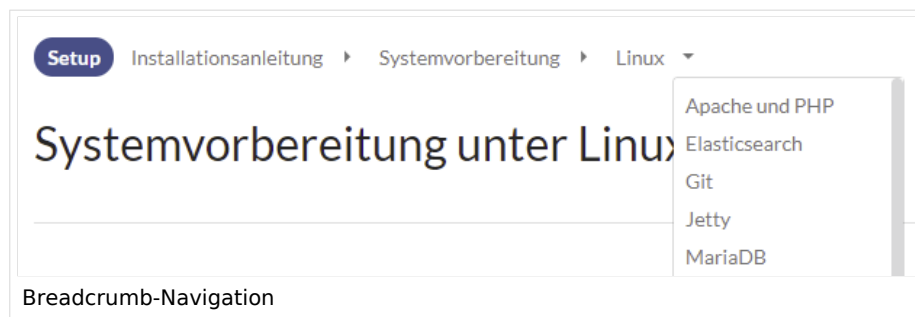 Setup Installationsanleitung Systemvorbereitung Linux
Apache und PHP
Systemvorbereitung unter Linux
Elasticsearch
Git
Jetty
MariaDB
Breadcrumb-Navigation